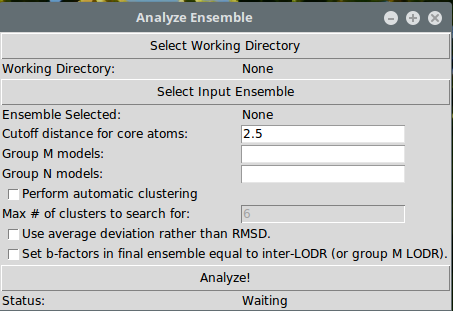 Analyze Ensemble
Select Working Directory
Working Directory: None
Select Input Ensemble
Ensemble Selected: None
Cutoff distance for core atoms: 2.5
Group M models:
Group N models:
Perform automatic clustering
Max # of clusters to search for: 6
Use average deviation rather than RMSD.
Set b-factors in final ensemble equal to inter-LODR (or group M LODR).
Analyze!
Status: Waiting